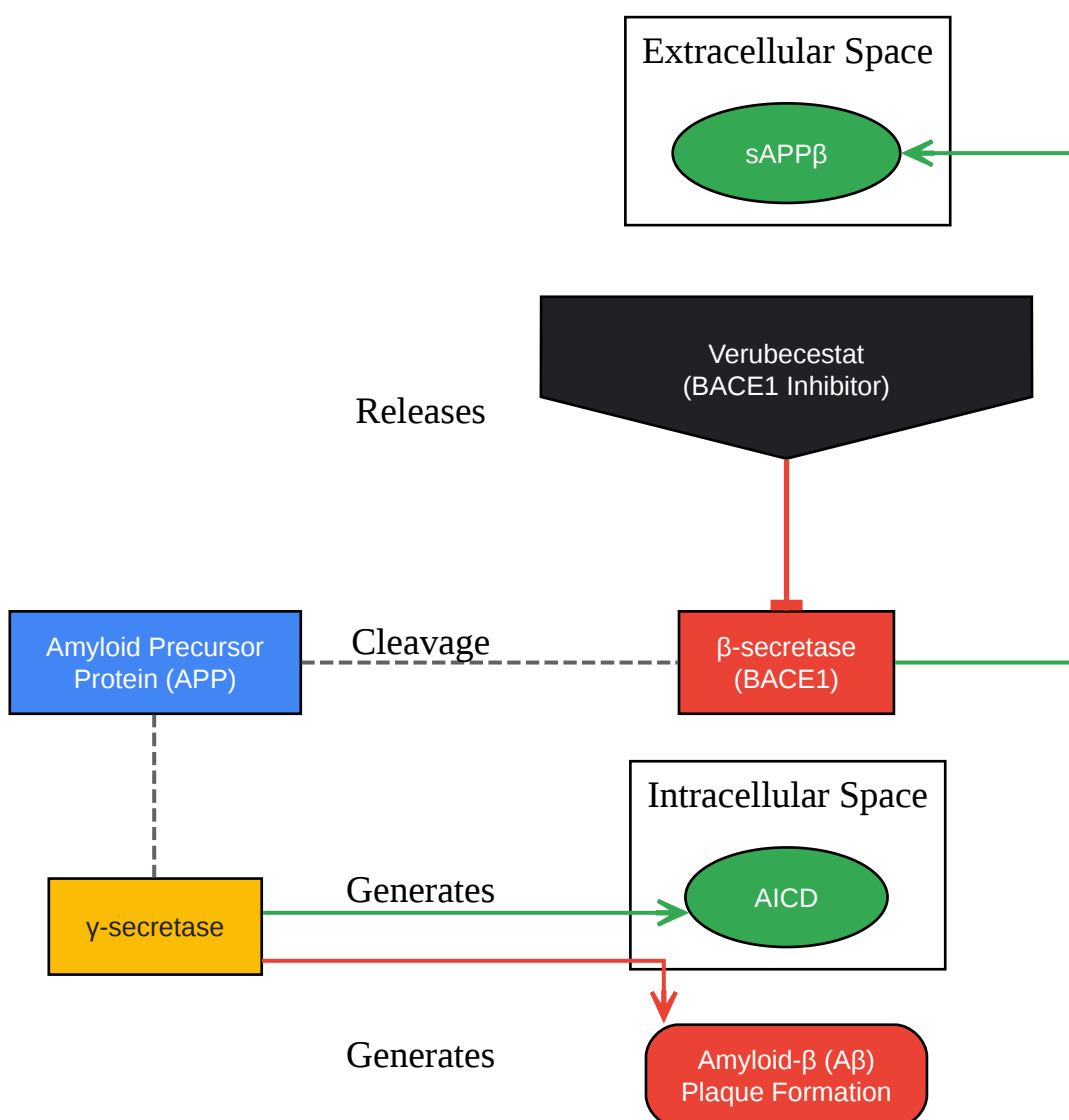 Extracellular Space
sAPPβ
Verubecestat
(BACE1 Inhibitor)
Releases
Amyloid Precursor
Protein (APP)
Cleavage
β-secretase
(BACE1)
Intracellular Space
Generates
AICD
γ-secretase
Generates
Amyloid-β (Aβ)
Plaque Formation